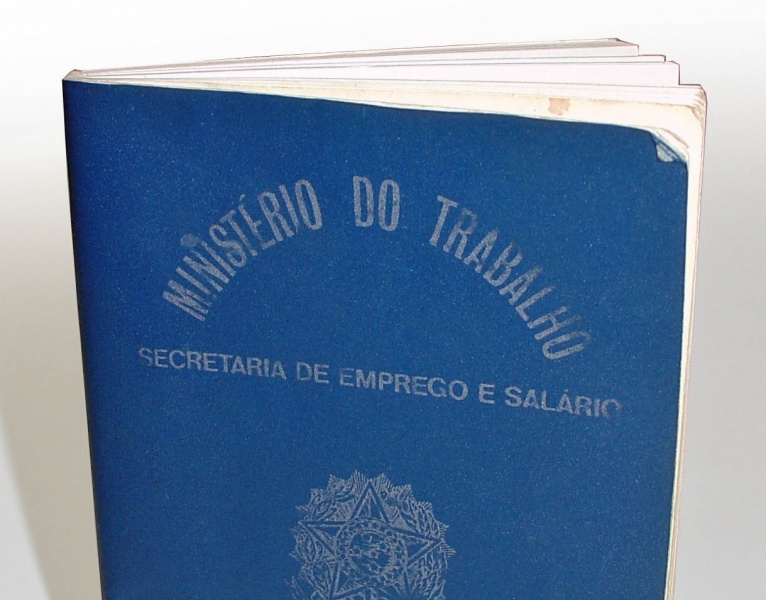 MINISTÉRIO DO TRABALHO
SECRETARIA DE EMPREGO E SALÁRIO